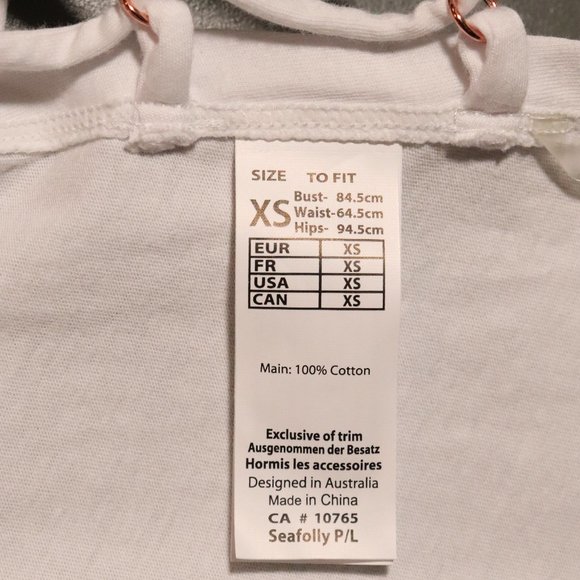 SIZE TO FIT
XS Bust- 84.5cm
Waist-64.5cm
Hips- 94.5cm
EUR XS
FR XS
USA XS
CAN XS
Main: 100% Cotton
Exclusive of trim
Ausgenommen der Besatz
Hormis les accessoires
Designed in Australia
Made in China
CA # 10765
Seafolly P/L